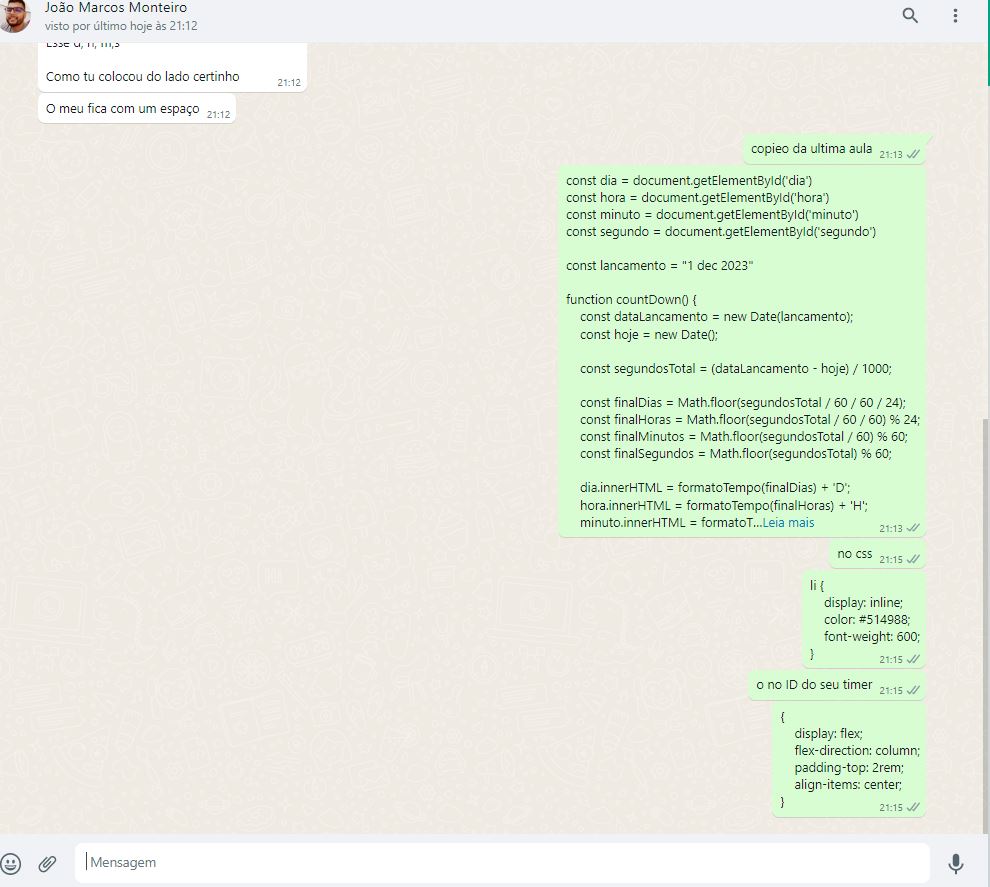 João Marcos Monteiro
visto por último hoje às 21:12
Esse d, h, m,s
Como tu colocou do lado certinho
21:12
O meu fica com um espaço
21:12
copieo da ultima aula
21:13
const dia = document.getElementById('dia')
const hora = document.getElementById('hora')
const minuto = document.getElementById('minuto')
const segundo = document.getElementById('segundo')
const lancamento = "1 dec 2023"
function countDown() {
const dataLancamento = new Date(lancamento);
const hoje = new Date();
const segundosTotal = (dataLancamento - hoje) / 1000;
const finalDias = Math.floor(segundosTotal / 60 / 60 / 24);
const finalHoras = Math.floor(segundosTotal / 60 / 60) % 24;
const finalMinutos = Math.floor(segundosTotal / 60) % 60;
const finalSegundos = Math.floor(segundosTotal) % 60;
dia.innerHTML = formatoTempo(finalDias) + 'D';
hora.innerHTML = formatoTempo(finalHoras) + 'H';
minuto.innerHTML = formatoT...Leia mais
21:13
no css
21:15
li {
display: inline;
color: #514988;
font-weight: 600;
}
21:15
o no ID do seu timer
21:15
{
display: flex;
flex-direction: column;
padding-top: 2rem;
align-items: center;
}
21:15
Mensagem